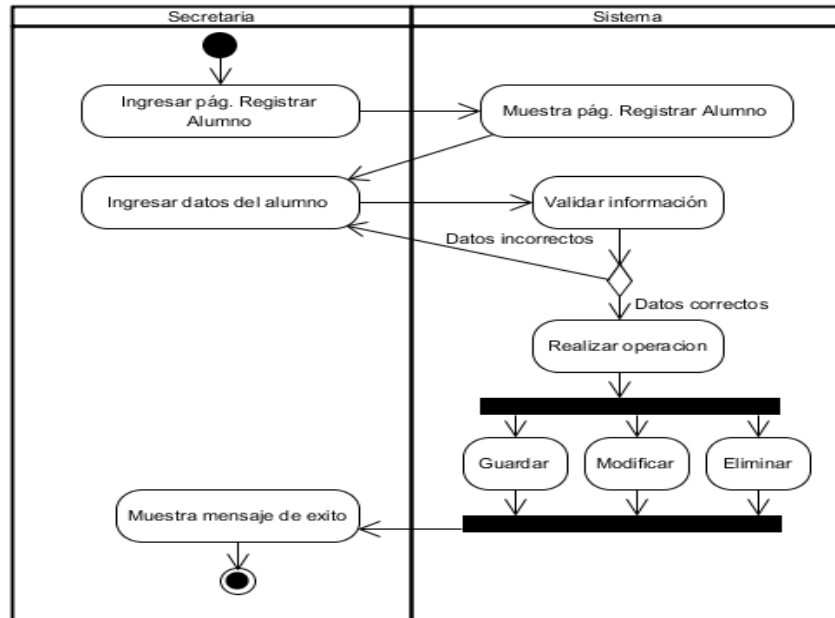 Secretaria
Sistema
Ingresar pág. Registrar
Alumno
Muestra pág. Registrar Alumno
Ingresar datos del alumno
Validar información
Datos incorrectos
Datos correctos
Realizar operacion
Guardar
Modificar
Eliminar
Muestra mensaje de exito